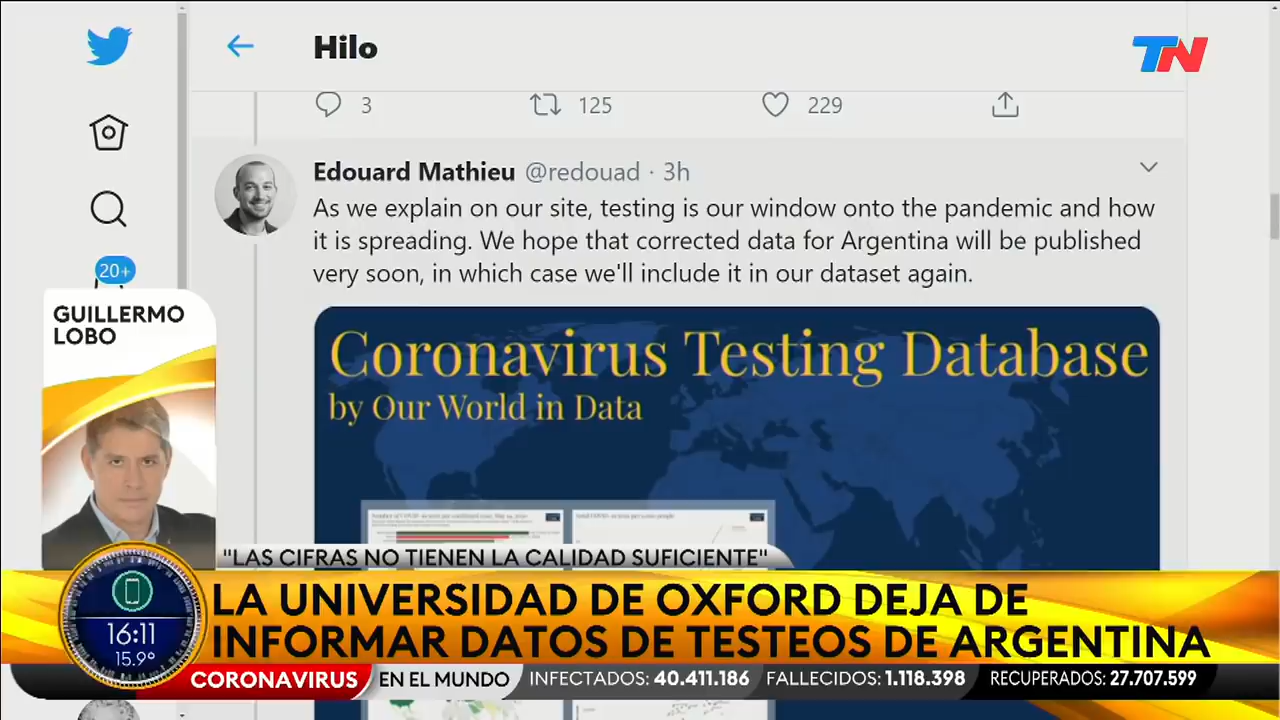 Hilo
TN
3
125
229
Edouard Mathieu @redouad · 3h
As we explain on our site, testing is our window onto the pandemic and how
it is spreading. We hope that corrected data for Argentina will be published
very soon, in which case we'll include it in our dataset again.
20+
GUILLERMO
LOBO
Coronavirus Testing Database
by Our World in Data
"LAS CIFRAS NO TIENEN LA CALIDAD SUFICIENTE"
LA UNIVERSIDAD DE OXFORD DEJA DE
INFORMAR DATOS DE TESTEOS DE ARGENTINA
16:11
15.9°
CORONAVIRUS EN EL MUNDO INFECTADOS: 40.411.186 FALLECIDOS: 1.118.398 RECUPERADOS: 27.707.599